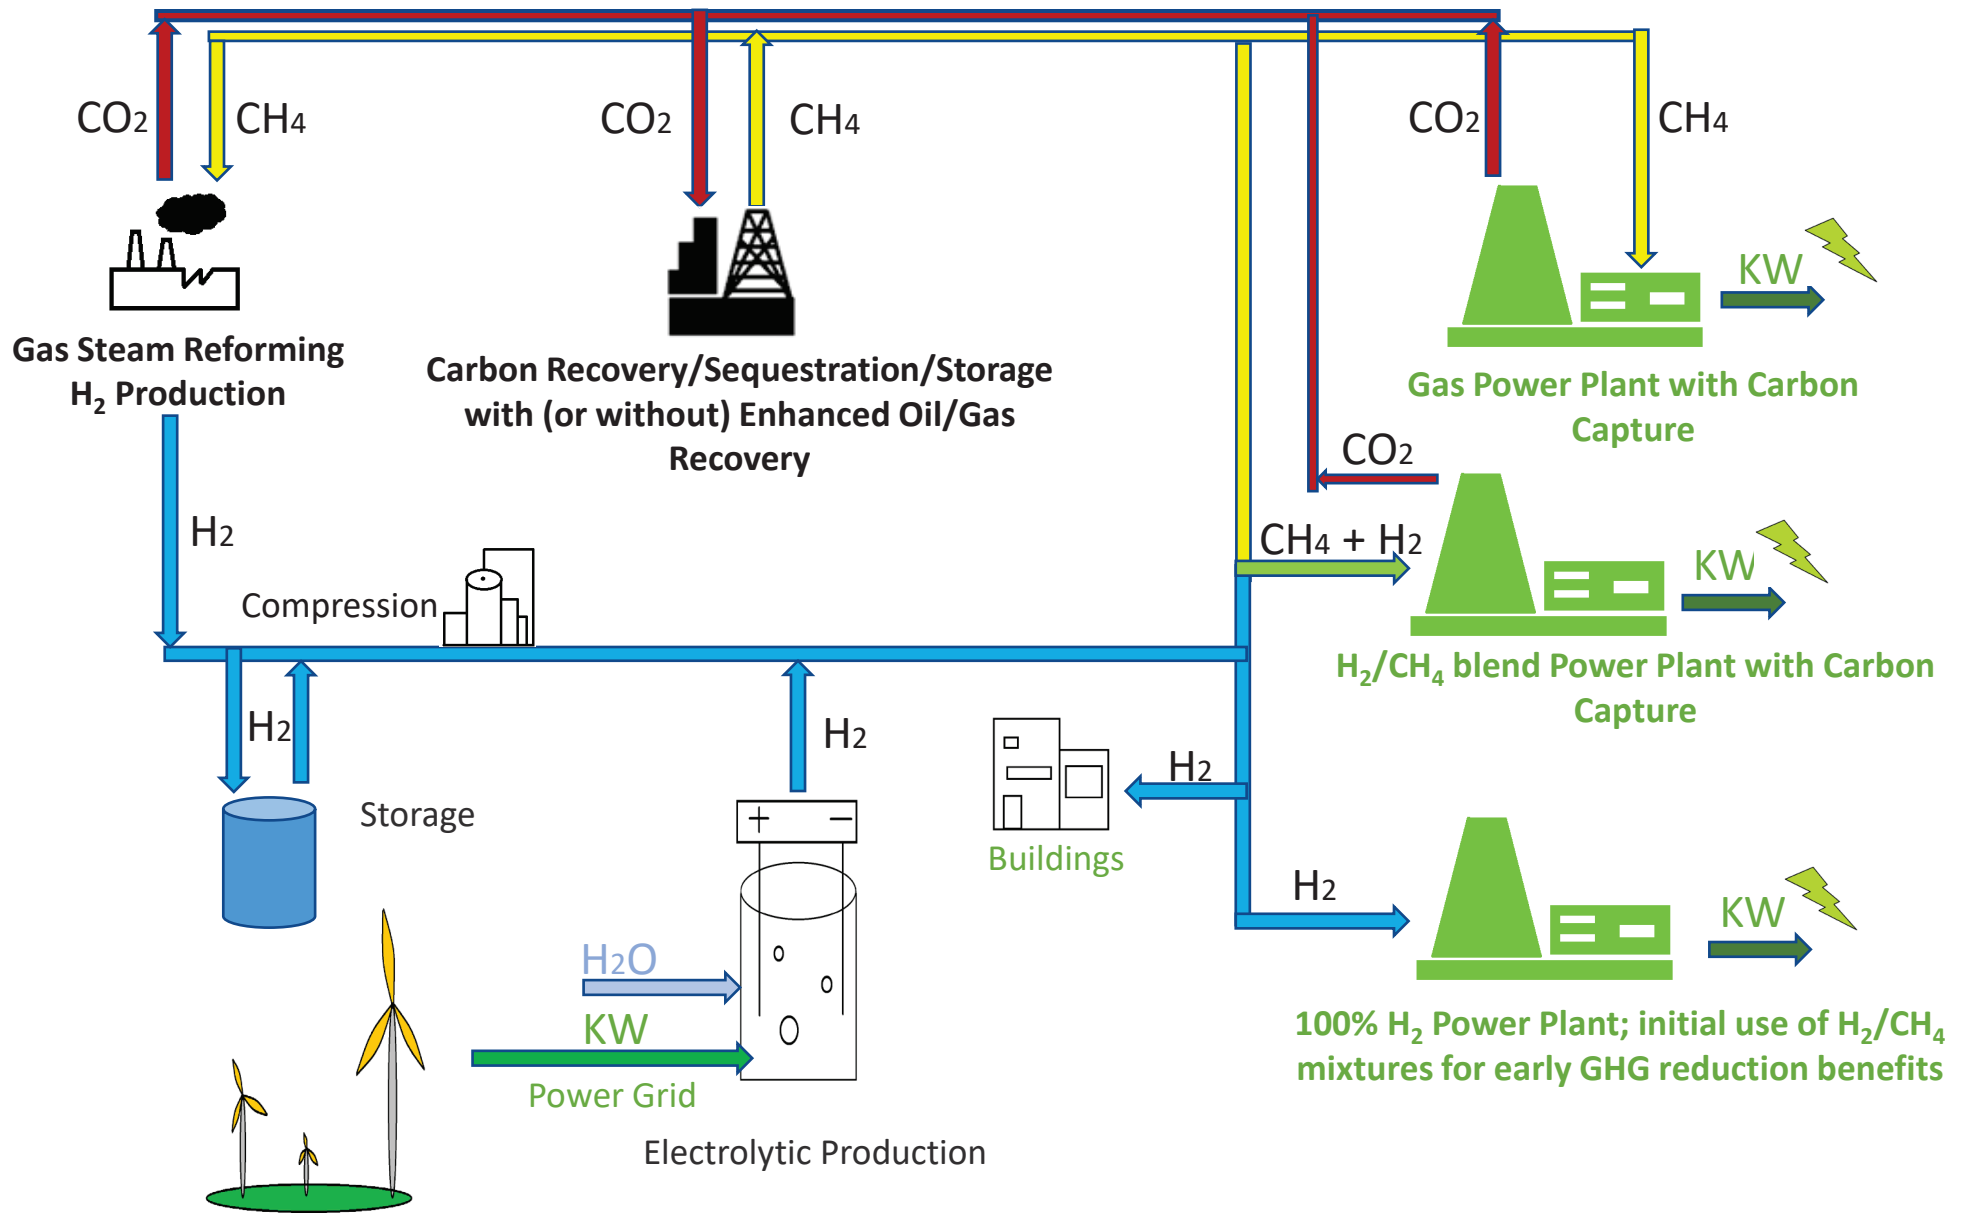 CO2
CH4
CO2
CH4
CO2
CH4
KW
Gas Steam Reforming
H2 Production
Carbon Recovery/Sequestration/Storage
with (or without) Enhanced Oil/Gas
Recovery
Gas Power Plant with Carbon
Capture
CO2
H2
CH4 + H2
KW
Compression
H2/CH4 blend Power Plant with Carbon
Capture
H2
H2
H2
Storage
+ −
Buildings
H2
KW
H2O
KW
Power Grid
100% H2 Power Plant; initial use of H2/CH4
mixtures for early GHG reduction benefits
Electrolytic Production